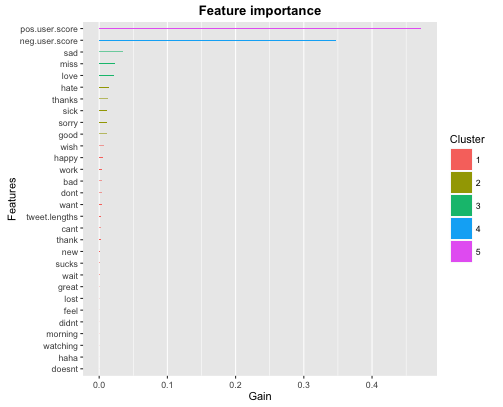 Feature importance
pos.user.score
neg.user.score
sad
miss
love
hate
thanks
sick
sorry
good
wish
happy
work
bad
dont
want
tweet.lengths
cant
thank
new
sucks
wait
great
lost
feel
didnt
morning
watching
haha
doesnt
Features
0.0 0.1 0.2 0.3 0.4
Gain
Cluster
1
2
3
4
5